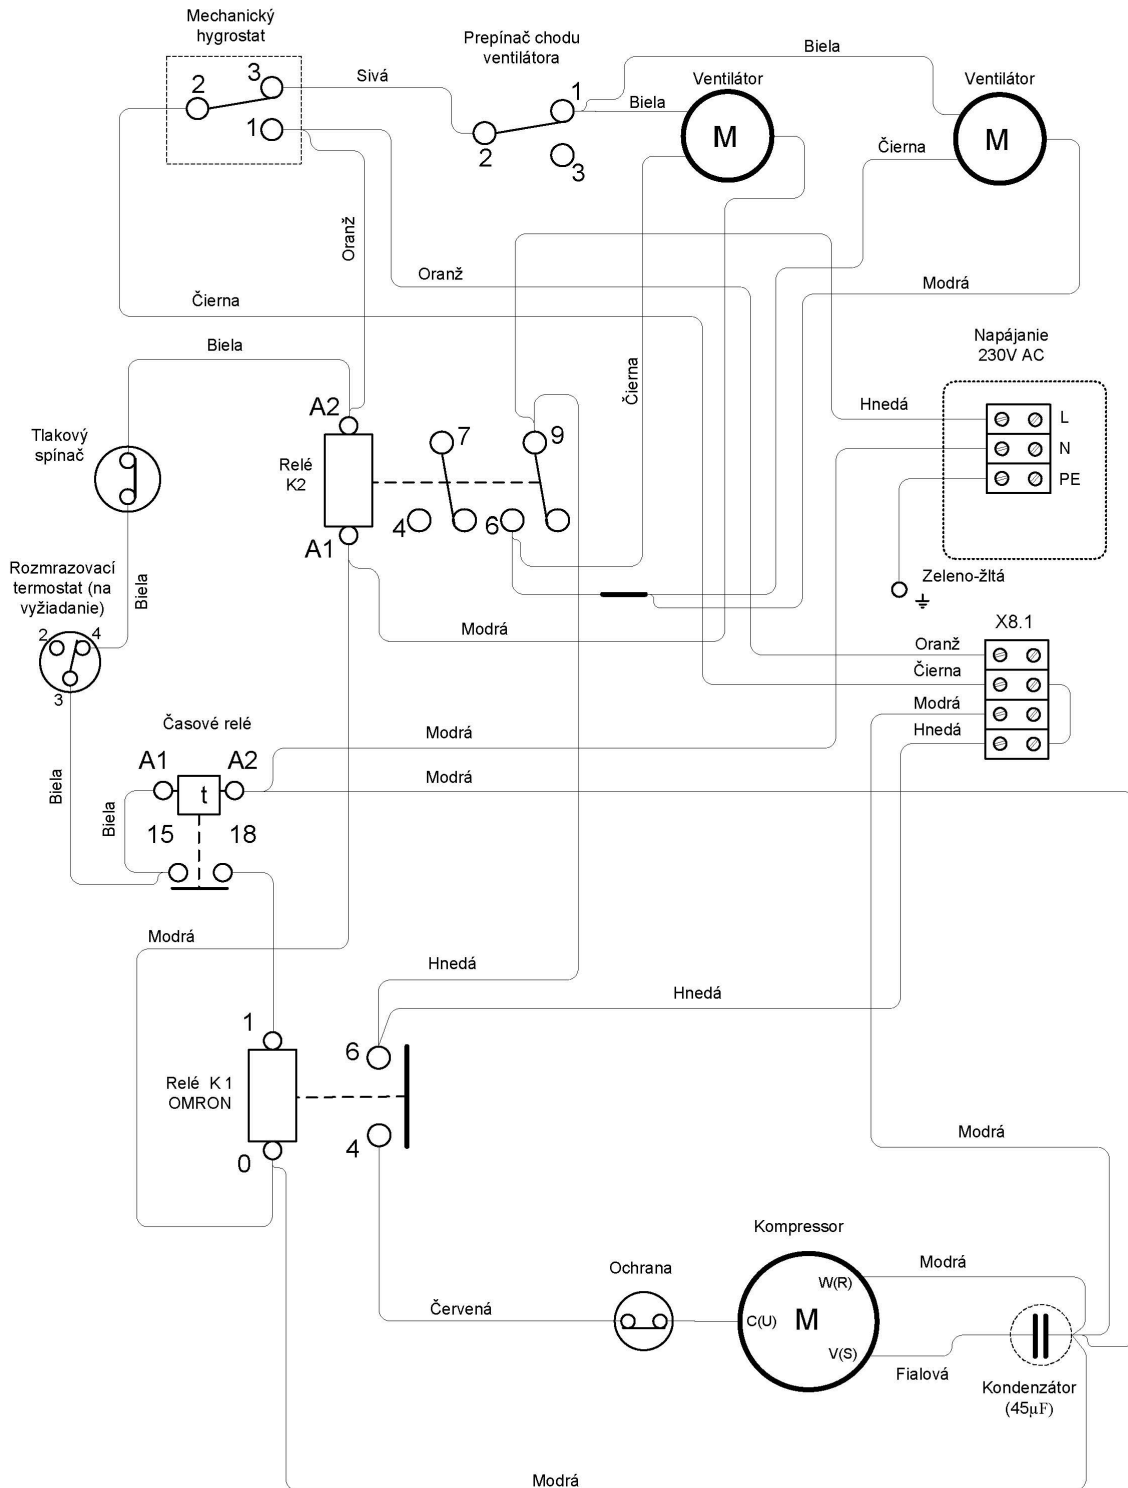 Mechanický
hygrostat
Prepínač chodu
ventilátora
Biela
Ventilátor
Ventilátor
3
2
1
Sivá
1
2
3
Biela
M
M
Čierna
Oranž
Oranž
Čierna
Modrá
Biela
Čierna
Napájanie
230V AC
Hnedá
L
N
PE
Zeleno-žltá
Tlakový
spínač
A2
Relé
K2
A1
7
9
4
6
Rozmrazovací
termostat (na
vyžiadanie)
Biela
2
4
3
Modrá
X8.1
Oranž
Čierna
Modrá
Hnedá
Časové relé
A1
A2
t
15
18
Biela
Biela
Modrá
Modrá
Modrá
Hnedá
Hnedá
1
Relé K1
OMRON
0
6
4
Modrá
Kompressor
Ochrana
Červená
W(R)
C(U)
M
V(S)
Modrá
Fialová
Kondenzátor
(45µF)
Modrá